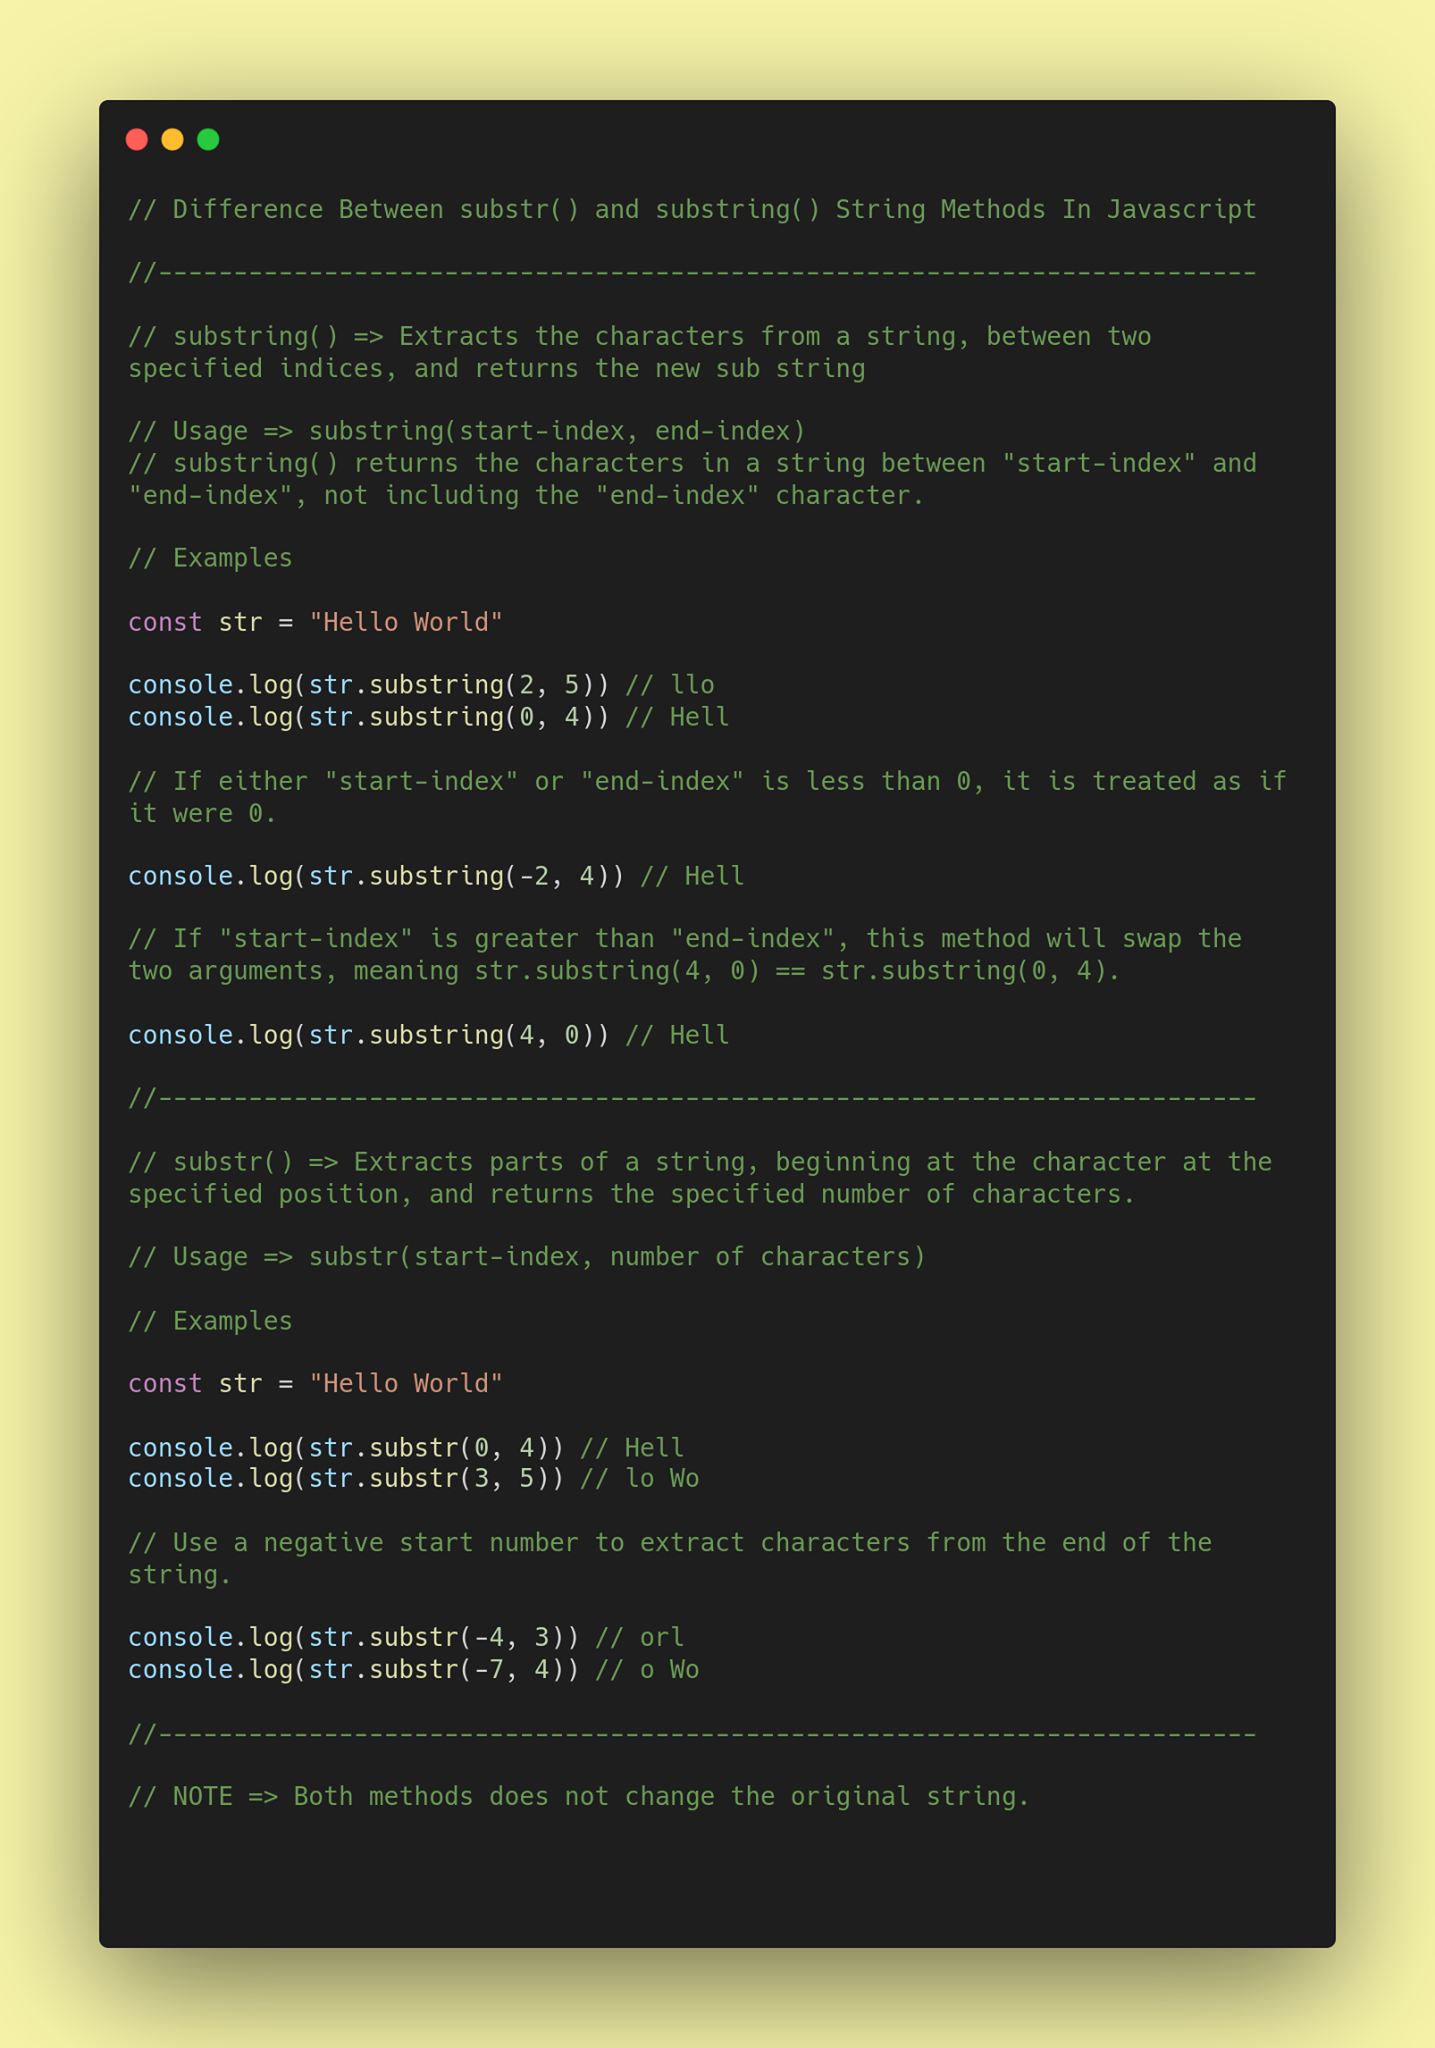 // Difference Between substr() and substring() String Methods In Javascript
//-------------------------------------------------------------------------
// substring() => Extracts the characters from a string, between two
specified indices, and returns the new sub string
// Usage => substring(start-index, end-index)
// substring() returns the characters in a string between "start-index" and
"end-index", not including the "end-index" character.
// Examples
const str = "Hello World"
console.log(str.substring(2, 5)) // llo
console.log(str.substring(0, 4)) // Hell
// If either "start-index" or "end-index" is less than 0, it is treated as if
it were 0.
console.log(str.substring(-2, 4)) // Hell
// If "start-index" is greater than "end-index", this method will swap the
two arguments, meaning str.substring(4, 0) == str.substring(0, 4).
console.log(str.substring(4, 0)) // Hell
//-------------------------------------------------------------------------
// substr() => Extracts parts of a string, beginning at the character at the
specified position, and returns the specified number of characters.
// Usage => substr(start-index, number of characters)
// Examples
const str = "Hello World"
console.log(str.substr(0, 4)) // Hell
console.log(str.substr(3, 5)) // lo Wo
// Use a negative start number to extract characters from the end of the
string.
console.log(str.substr(-4, 3)) // orl
console.log(str.substr(-7, 4)) // o Wo
//-------------------------------------------------------------------------
// NOTE => Both methods does not change the original string.